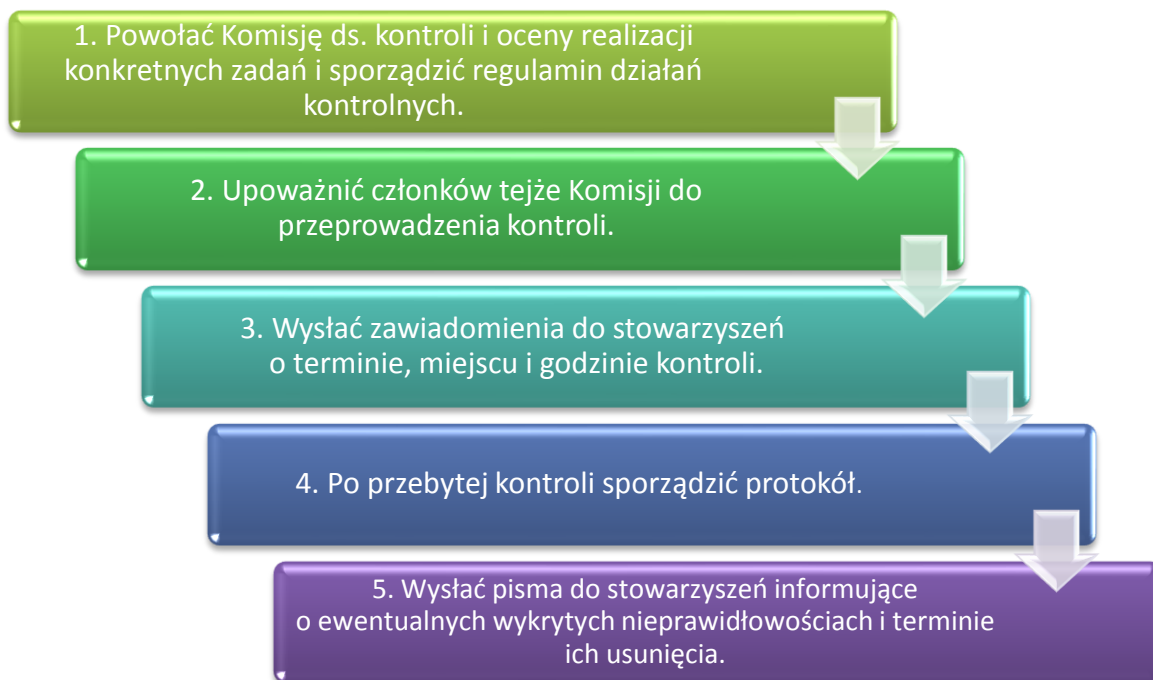 1. Powołać Komisję ds. kontroli i oceny realizacji
konkretnych zadań i sporządzić regulamin działań
kontrolnych.
2. Upoważnić członków tejże Komisji do
przeprowadzenia kontroli.
3. Wysłać zawiadomienia do stowarzyszeń
o terminie, miejscu i godzinie kontroli.
4. Po przebytej kontroli sporządzić protokół.
5. Wysłać pisma do stowarzyszeń informujące
o ewentualnych wykrytych nieprawidłowościach i terminie
ich usunięcia.